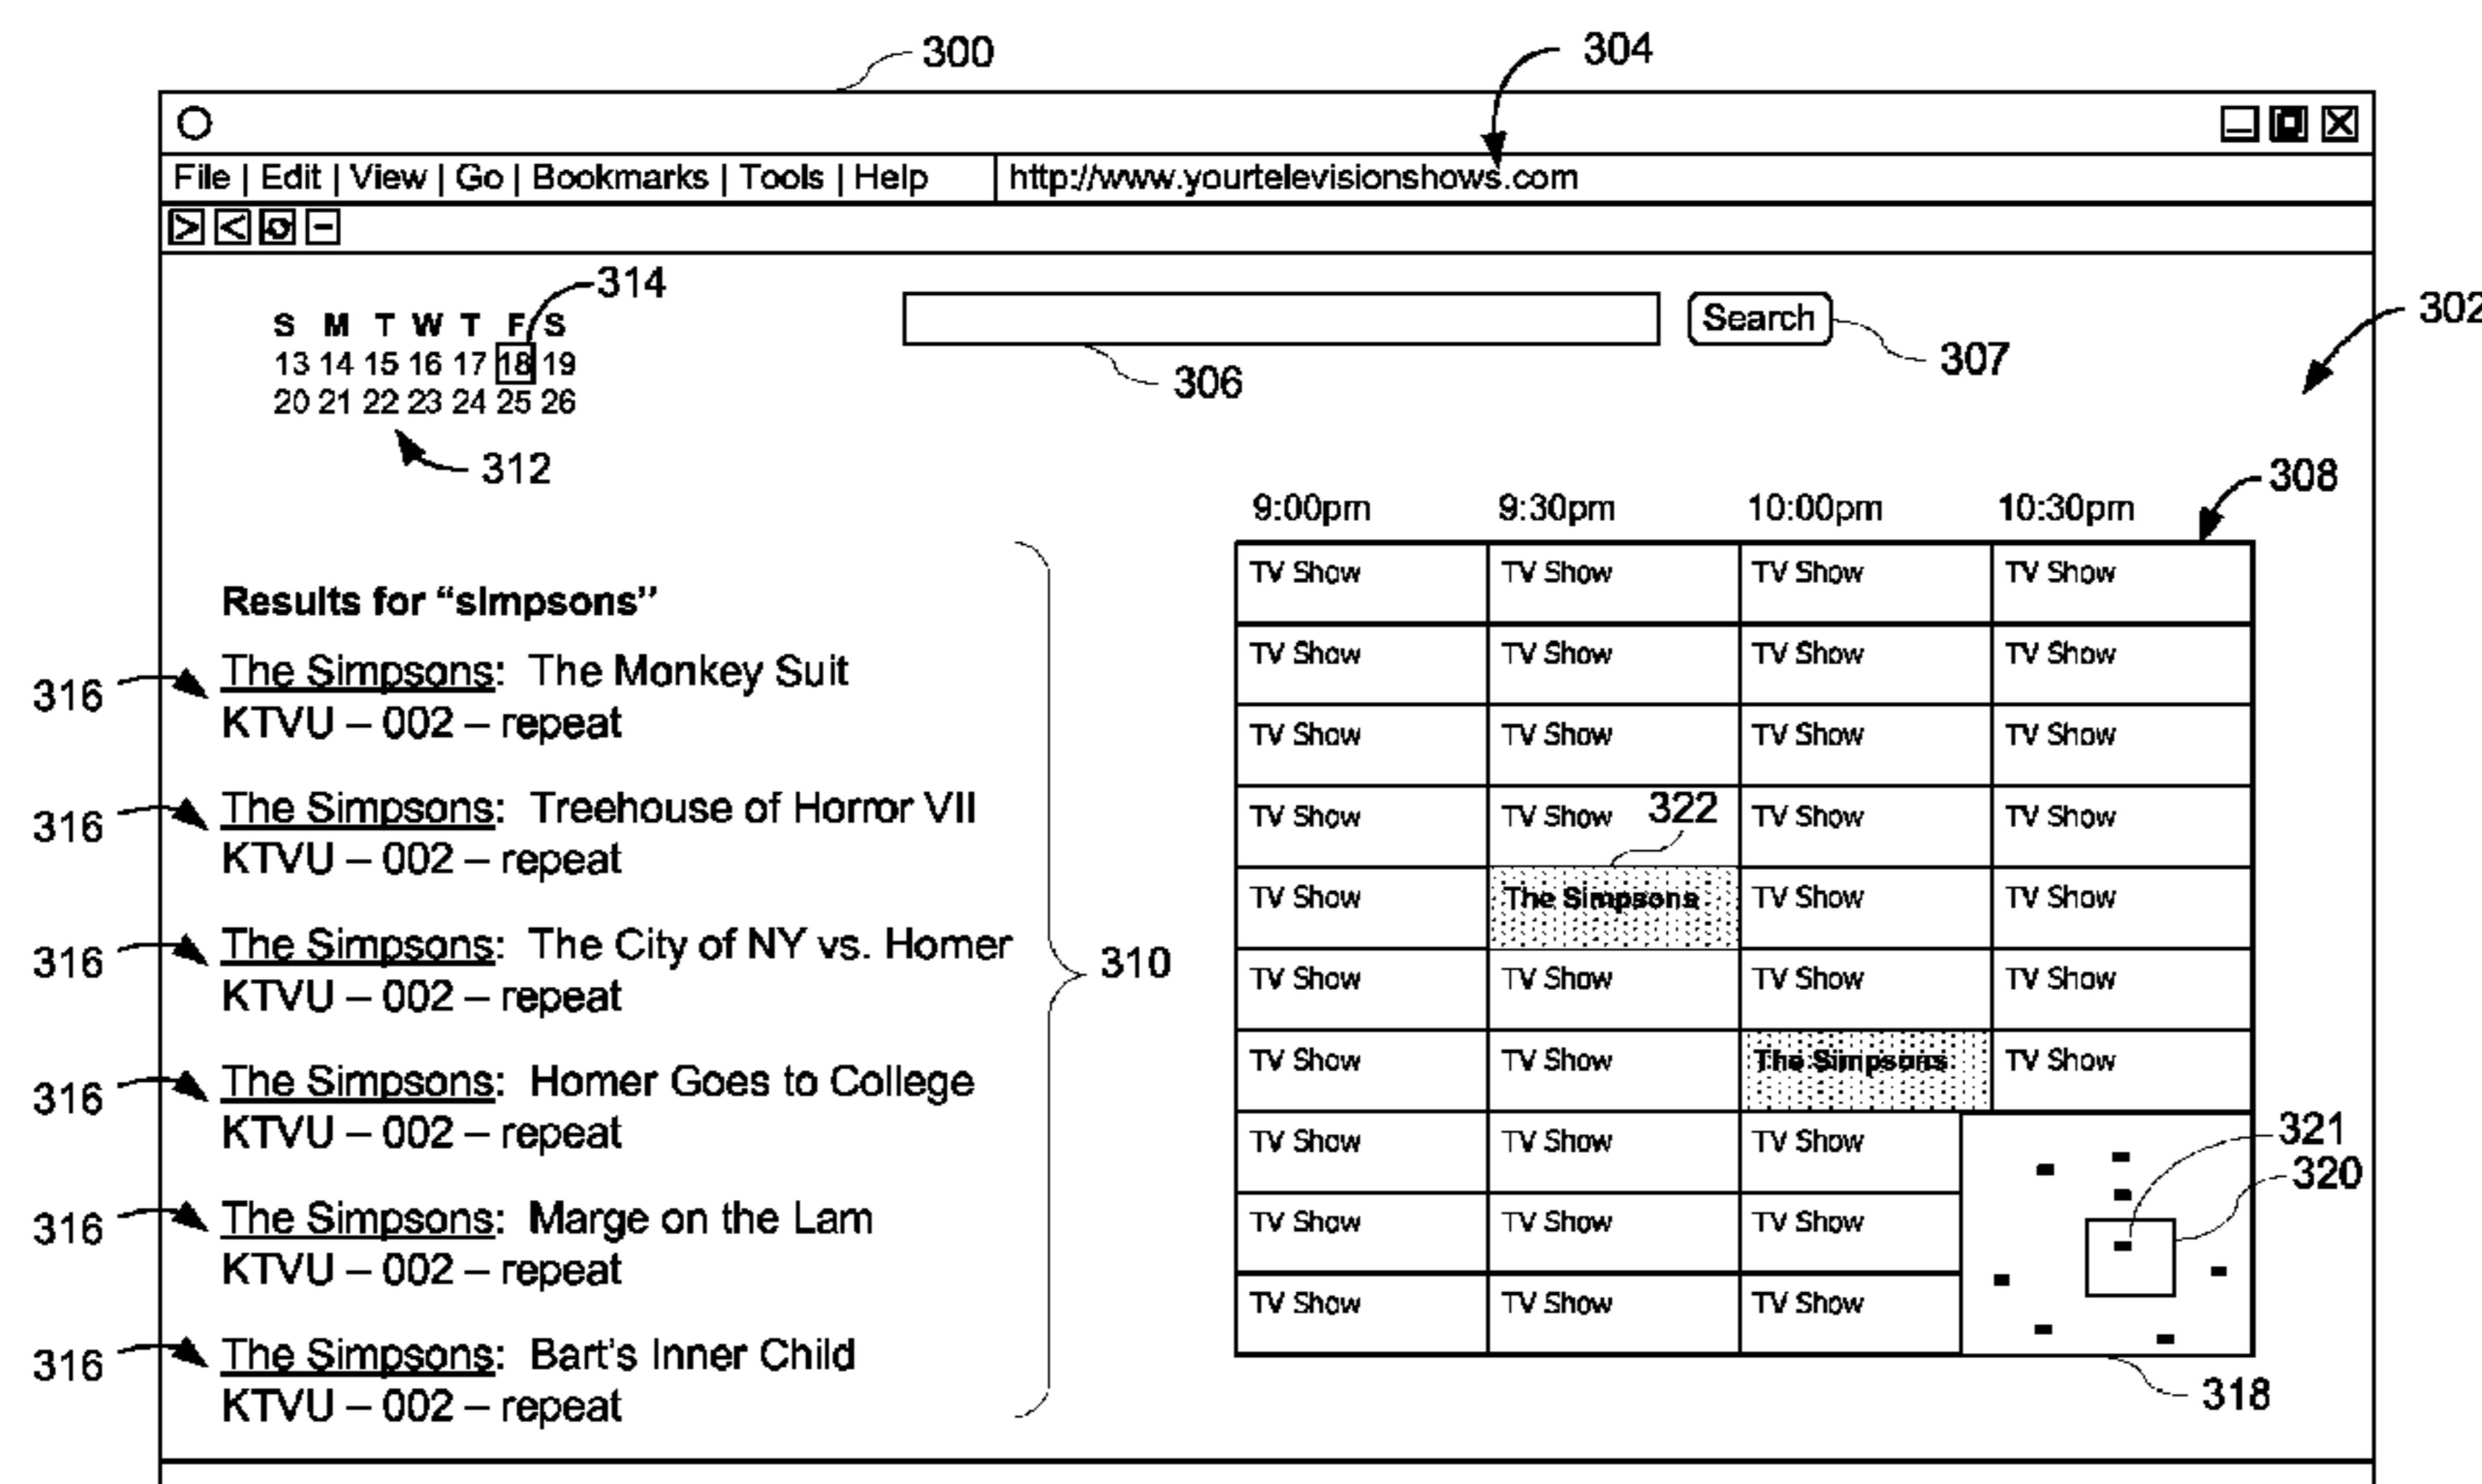 300
304
File | Edit | View | Go | Bookmarks | Tools | Help
http://www.yourtelevisionshows.com
314
S M T W T F S
13 14 15 16 17 18 19
20 21 22 23 24 25 26
312
306
Search
307
302
308
Results for “simpsons”
316
The Simpsons: The Monkey Suit
KTVU – 002 – repeat
316
The Simpsons: Treehouse of Horror VII
KTVU – 002 – repeat
316
The Simpsons: The City of NY vs. Homer
KTVU – 002 – repeat
316
The Simpsons: Homer Goes to College
KTVU – 002 – repeat
316
The Simpsons: Marge on the Lam
KTVU – 002 – repeat
316
The Simpsons: Bart's Inner Child
KTVU – 002 – repeat
310
9:00pm 9:30pm 10:00pm 10:30pm
TV Show TV Show TV Show TV Show
TV Show TV Show TV Show TV Show
TV Show TV Show TV Show TV Show
TV Show TV Show 322 TV Show TV Show
TV Show The Simpsons TV Show TV Show
TV Show TV Show TV Show TV Show
TV Show TV Show The Simpsons TV Show
TV Show TV Show TV Show
TV Show TV Show TV Show
TV Show TV Show TV Show
321
320
318